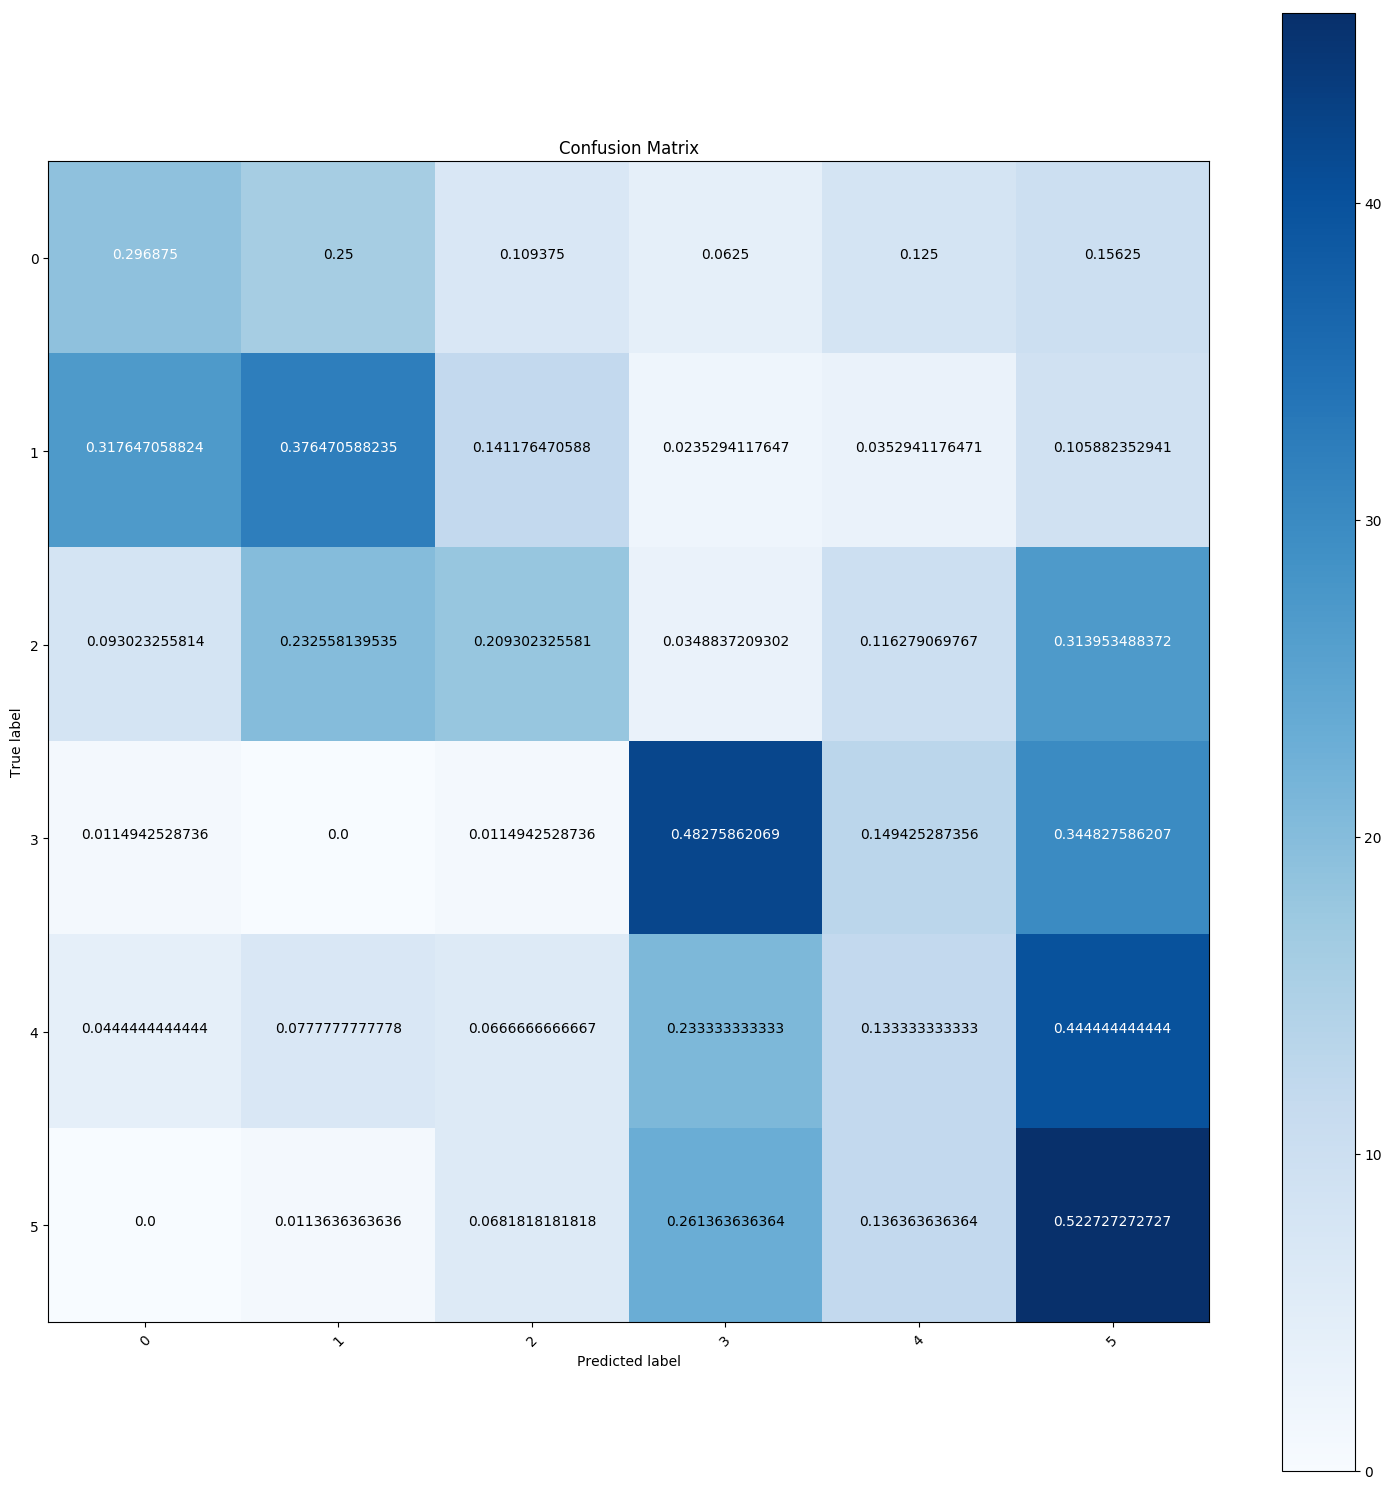 Confusion Matrix
0 0.296875 0.25 0.109375 0.0625 0.125 0.15625
1 0.317647058824 0.376470588235 0.141176470588 0.0235294117647 0.0352941176471 0.105882352941
2 0.093023255814 0.232558139535 0.209302325581 0.0348837209302 0.116279069767 0.313953488372
3 0.0114942528736 0.0 0.0114942528736 0.48275862069 0.149425287356 0.344827586207
4 0.0444444444444 0.0777777777778 0.0666666666667 0.233333333333 0.133333333333 0.444444444444
5 0.0 0.0113636363636 0.0681818181818 0.261363636364 0.136363636364 0.522727272727
0 1 2 3 4 5
Predicted label
True label
40
30
20
10
0